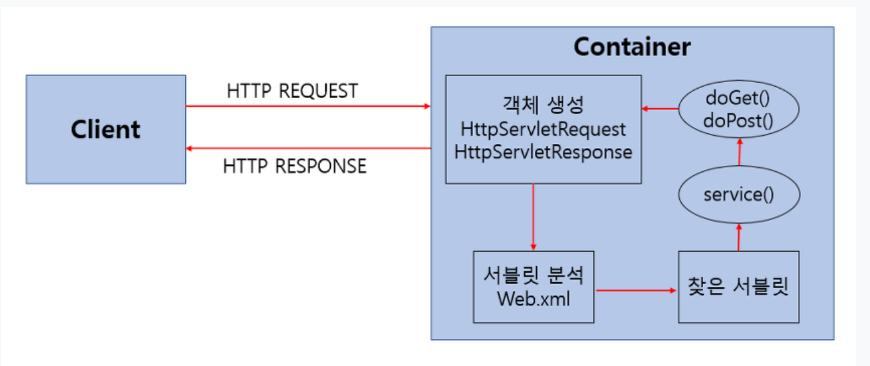 Container
Client
HTTP REQUEST
HTTP RESPONSE
객체 생성
HttpServletRequest
HttpServletResponse
doGet()
doPost()
service()
서블릿 분석
Web.xml
찾은 서블릿